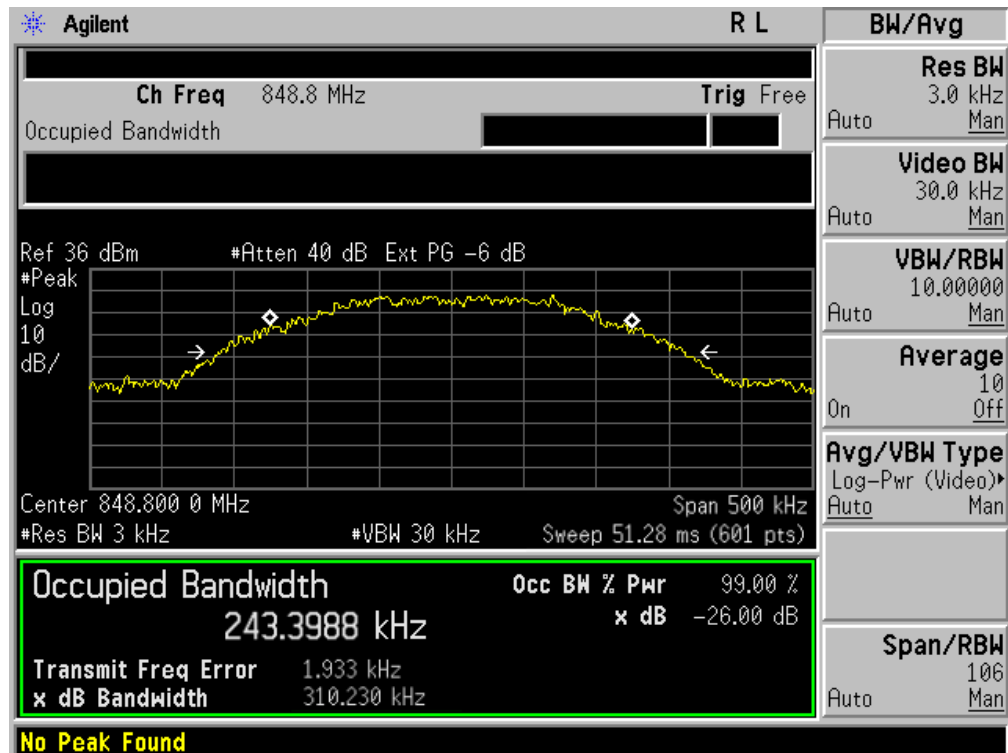 Agilent R L BW/Avg
Ch Freq 848.8 MHz Trig Free
Occupied Bandwidth
Ref 36 dBm #Atten 40 dB Ext PG -6 dB
#Peak
Log
10
dB/
Center 848.800 0 MHz Span 500 kHz
#Res BW 3 kHz #VBW 30 kHz Sweep 51.28 ms (601 pts)
Occupied Bandwidth
243.3988 kHz
Occ BW % Pwr 99.00 %
x dB -26.00 dB
Transmit Freq Error 1.933 kHz
x dB Bandwidth 310.230 kHz
No Peak Found
Res BW
3.0 kHz
Auto Man
Video BW
30.0 kHz
Auto Man
VBW/RBW
10.00000
Auto Man
Average
10
On Off
Avg/VBW Type
Log-Pwr (Video)
Auto Man
Span/RBW
106
Auto Man